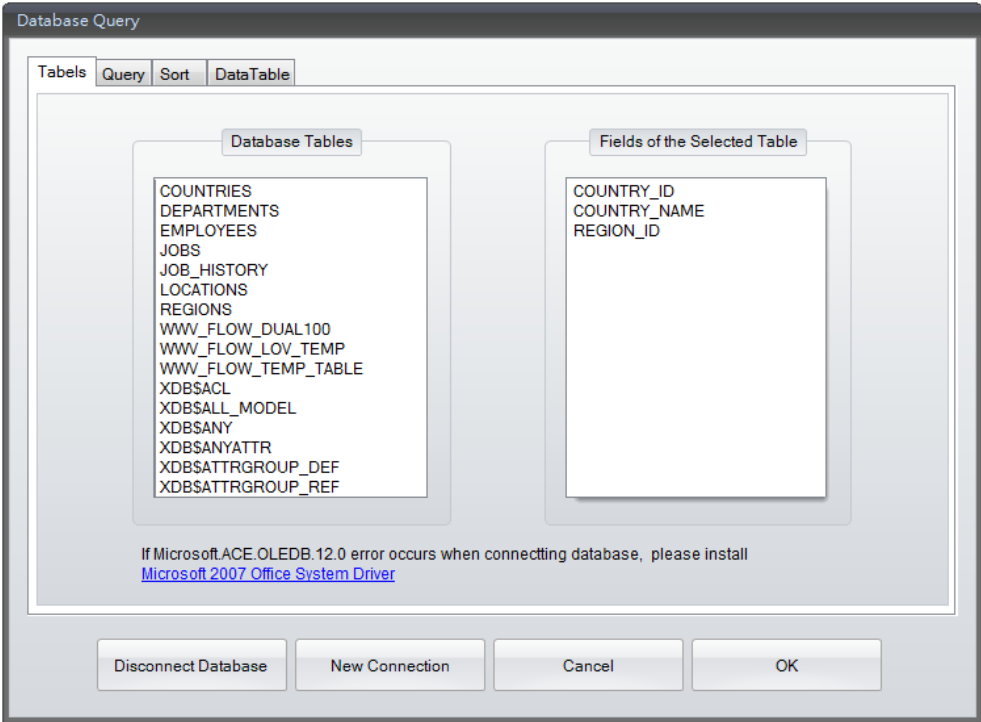 Database Query
Tabels Query Sort DataTable
Database Tables
COUNTRIES
DEPARTMENTS
EMPLOYEES
JOBS
JOB_HISTORY
LOCATIONS
REGIONS
WWV_FLOW_DUAL100
WWV_FLOW_LOV_TEMP
WWV_FLOW_TEMP_TABLE
XDB$ACL
XDB$ALL_MODEL
XDB$ANY
XDB$ANYATTR
XDB$ATTRGROUP_DEF
XDB$ATTRGROUP_REF
Fields of the Selected Table
COUNTRY_ID
COUNTRY_NAME
REGION_ID
If Microsoft.ACE.OLEDB.12.0 error occurs when connectting database, please install
Microsoft 2007 Office System Driver
Disconnect Database New Connection Cancel OK